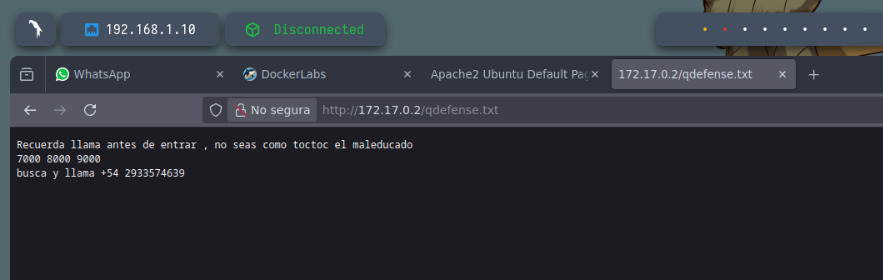 192.168.1.10
Disconnected
WhatsApp
DockerLabs
Apache2 Ubuntu Default Pag
172.17.0.2/qdefense.txt
No segura
http://172.17.0.2/qdefense.txt
Recuerda llama antes de entrar , no seas como toctoc el maleducado
7000 8000 9000
busca y llama +54 2933574639